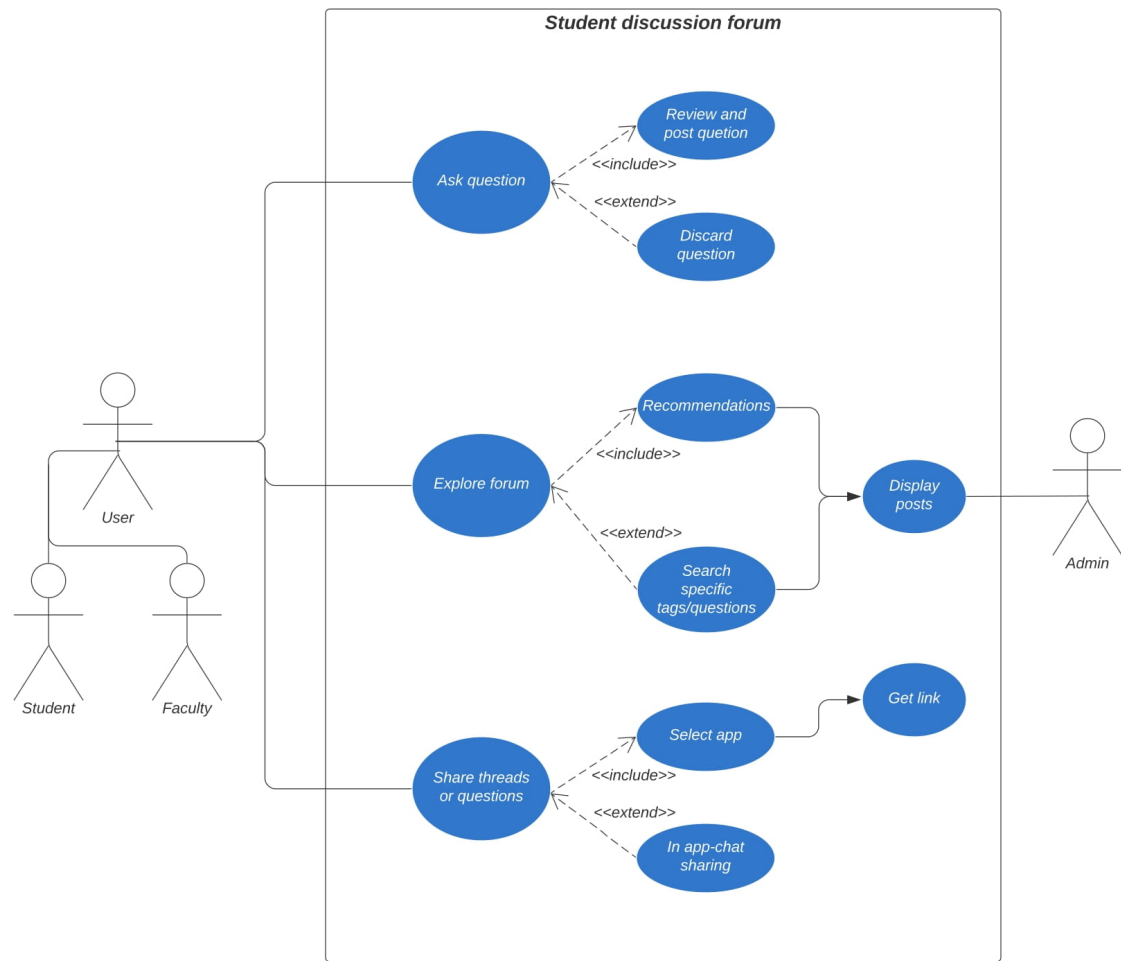 Student discussion forum
Review and
post quetion
<<include>>
Ask question
<<extend>>
Discard
question
Recommendations
<<include>>
Explore forum
Display
posts
<<extend>>
Search
specific
tags/questions
User
Admin
Student
Faculty
Get link
Select app
<<include>>
Share threads
or questions
<<extend>>
In app-chat
sharing